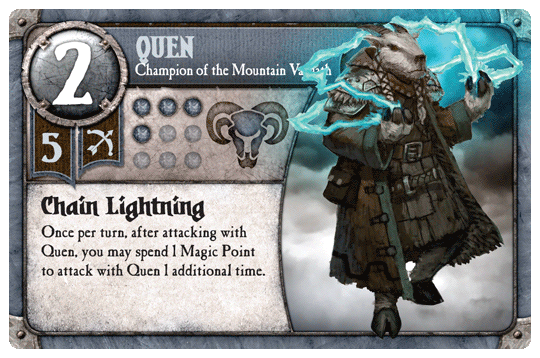 2
QUEN
Champion of the Mountain
5
Chain Lightning
Once per turn, after attacking with
Quen, you may spend 1 Magic Point
to attack with Quen 1 additional time.